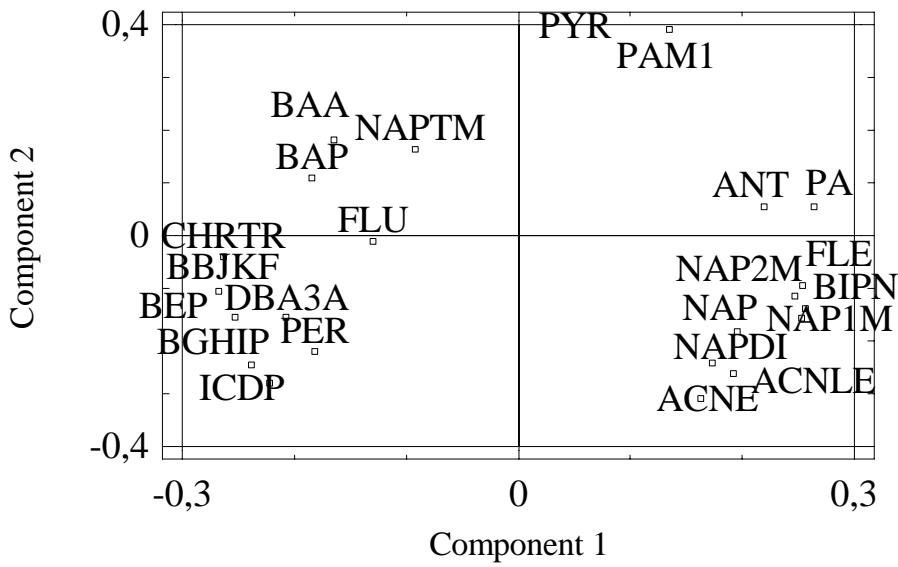 0,4
PYR
PAM1
BAA
NAPTM
BAP
ANT
PA
Component 2
FLU
0
CHRTR
FLE
BBJKF
NAP2M
BIPN
BEP
DBA3A
NAP
NAP1M
PER
BGHIP
NAPDI
ICDP
ACNLE
ACNE
-0,4
-0,3
0
0,3
Component 1